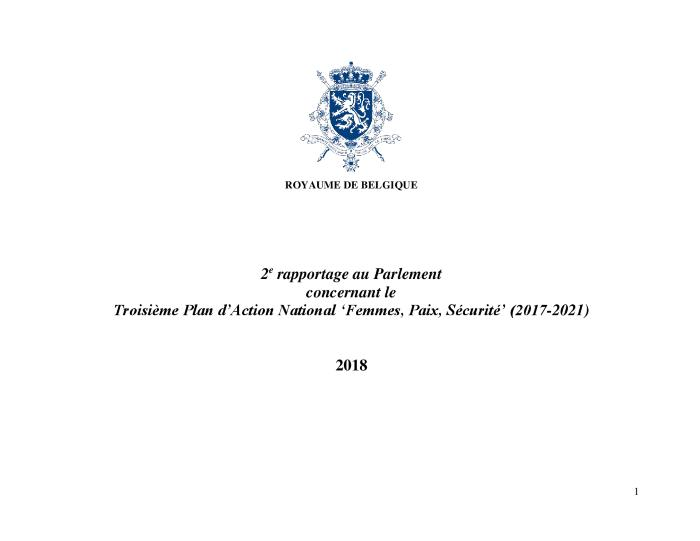 ROYAUME DE BELGIQUE
2e rapportage au Parlement
concernant le
Troisième Plan d’Action National ‘Femmes, Paix, Sécurité’ (2017-2021)
2018
1